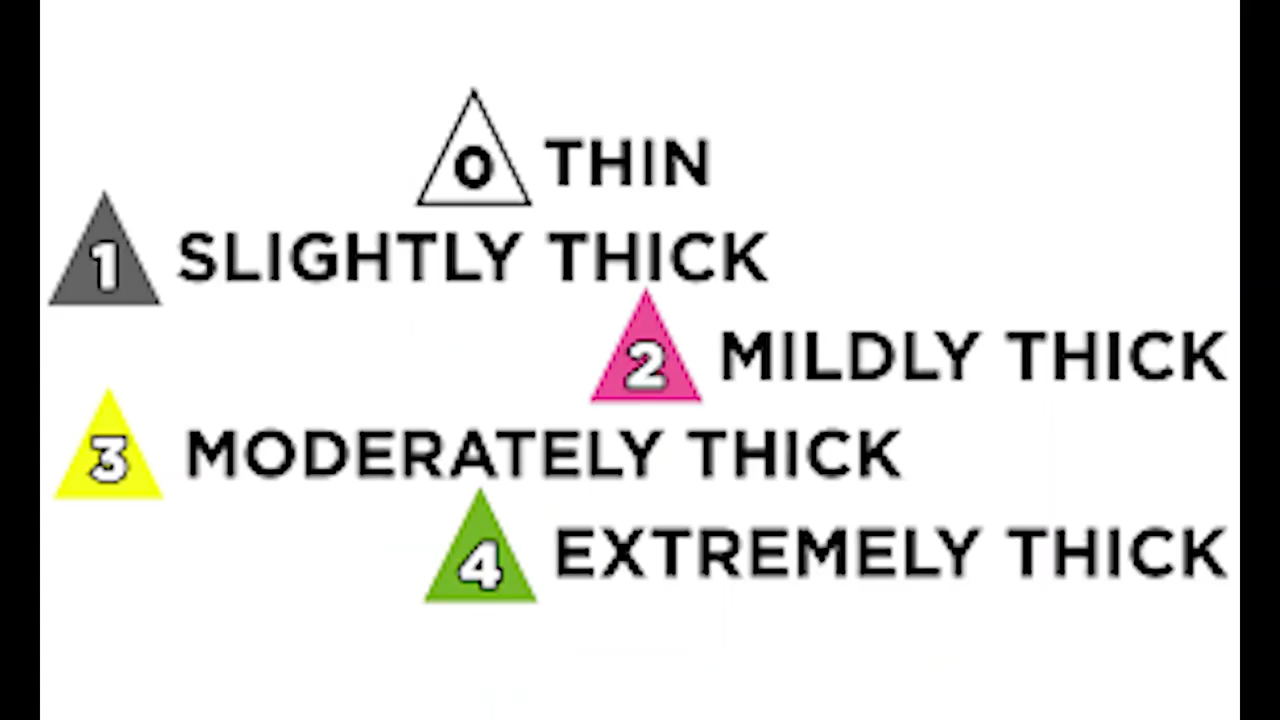 0 THIN
1 SLIGHTLY THICK
2 MILDLY THICK
3 MODERATELY THICK
4 EXTREMELY THICK